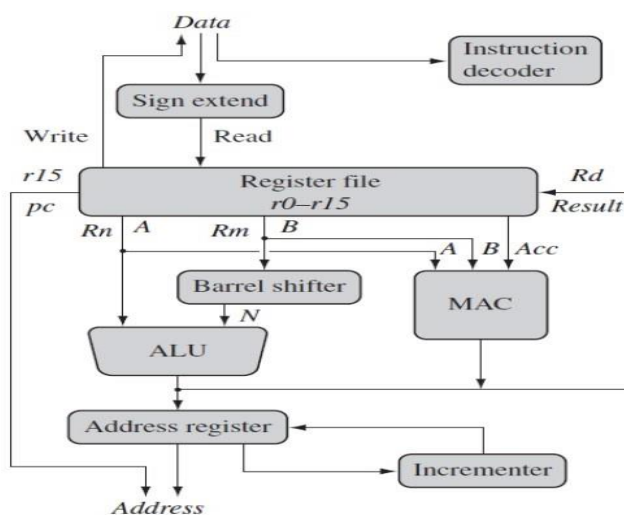 Data
Instruction
decoder
Sign extend
Write
Read
r15
Register file
Rd
pc
r0–r15
Result
Rn A
Rm B
A B Acc
Barrel shifter
MAC
N
ALU
Address register
Incrementer
Address